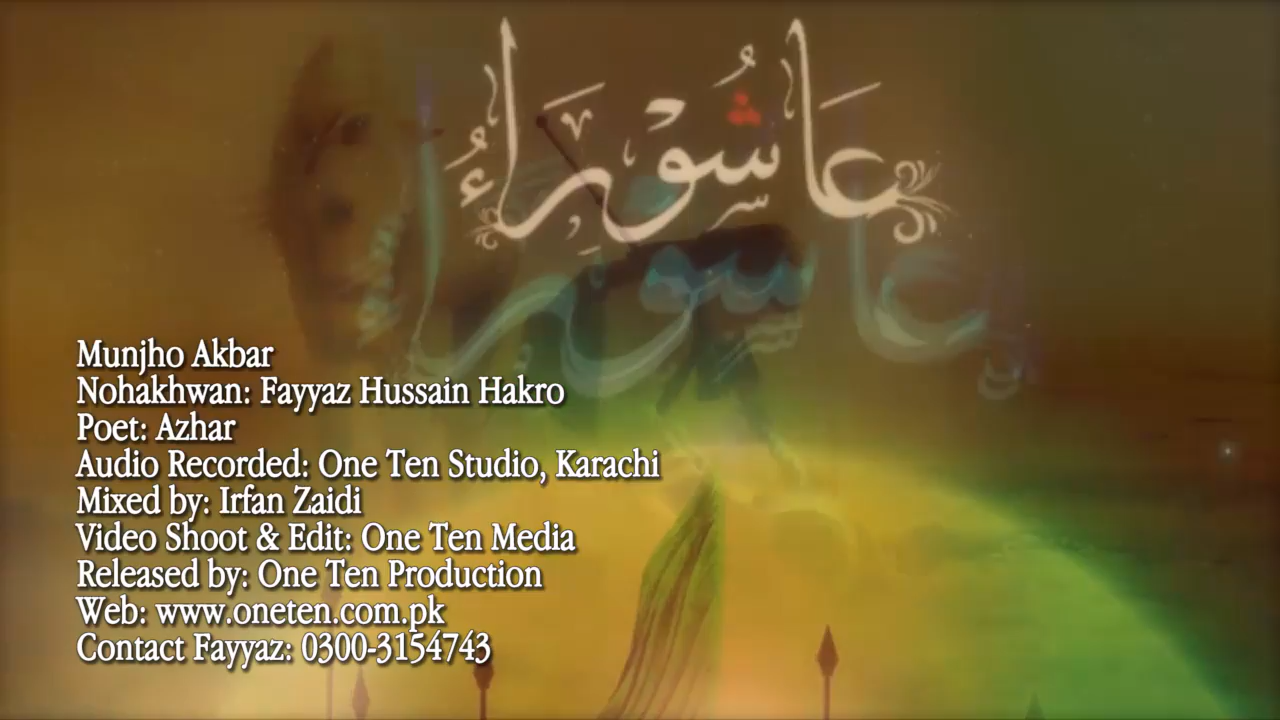 عَاشُوْرَاءُ
عاشوراء
Munjho Akbar
Nohakhwan: Fayyaz Hussain Hakro
Poet: Azhar
Audio Recorded: One Ten Studio, Karachi
Mixed by: Irfan Zaidi
Video Shoot & Edit: One Ten Media
Released by: One Ten Production
Web: www.oneten.com.pk
Contact Fayyaz: 0300-3154743